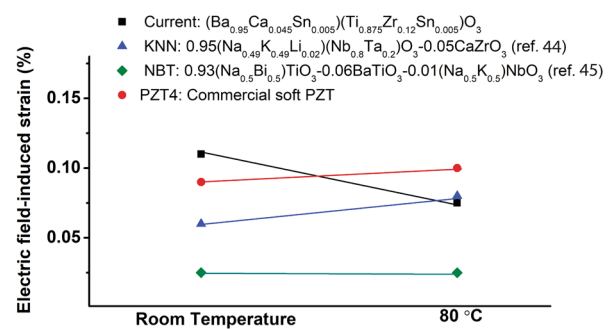 Current: (Ba0.95Ca0.045Sn0.005)(Ti0.875Zr0.12Sn0.005)O3
KNN: 0.95(Na0.49K0.49Li0.02)(Nb0.8Ta0.2)O3-0.05CaZrO3 (ref. 44)
NBT: 0.93(Na0.5Bi0.5)TiO3-0.06BaTiO3-0.01(Na0.5K0.5)NbO3 (ref. 45)
PZT4: Commercial soft PZT
Electric field-induced strain (%)
0.15
0.10
0.05
Room Temperature
80 °C